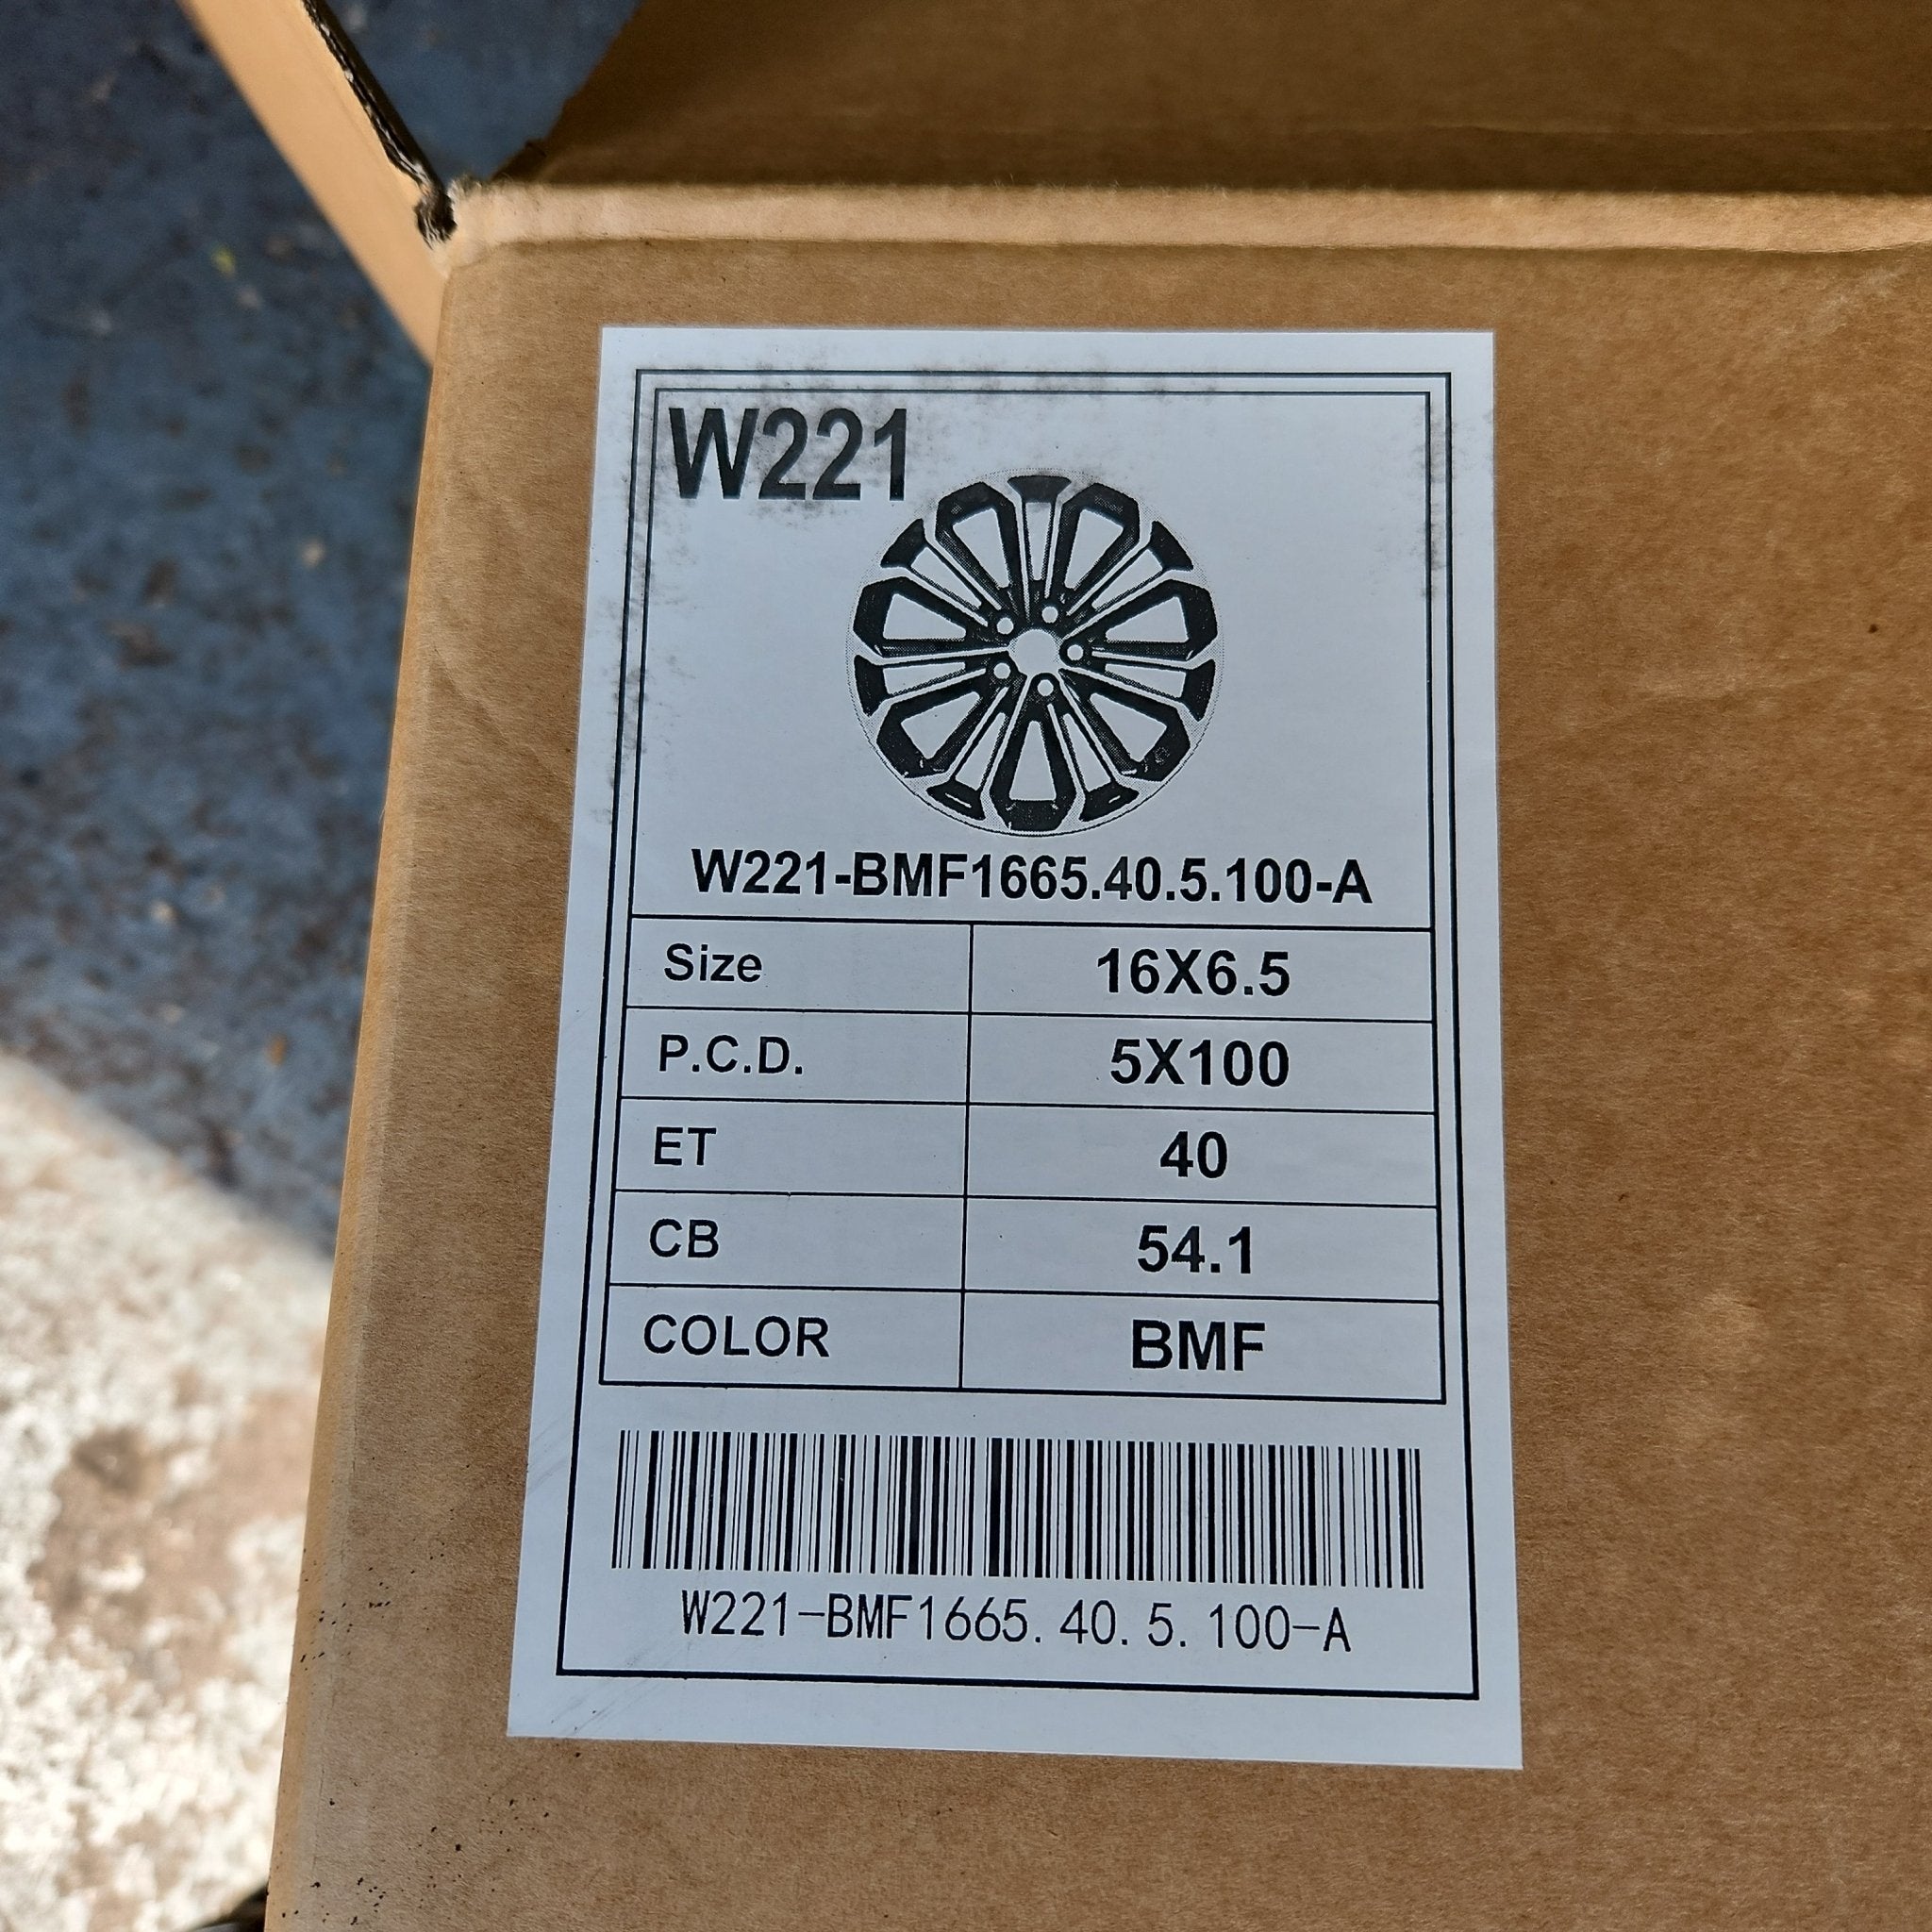 W221
W221-BMF1665.40.5.100-A
Size 16X6.5
P.C.D. 5X100
ET 40
CB 54.1
COLOR BMF
W221-BMF1665.40.5.100-A